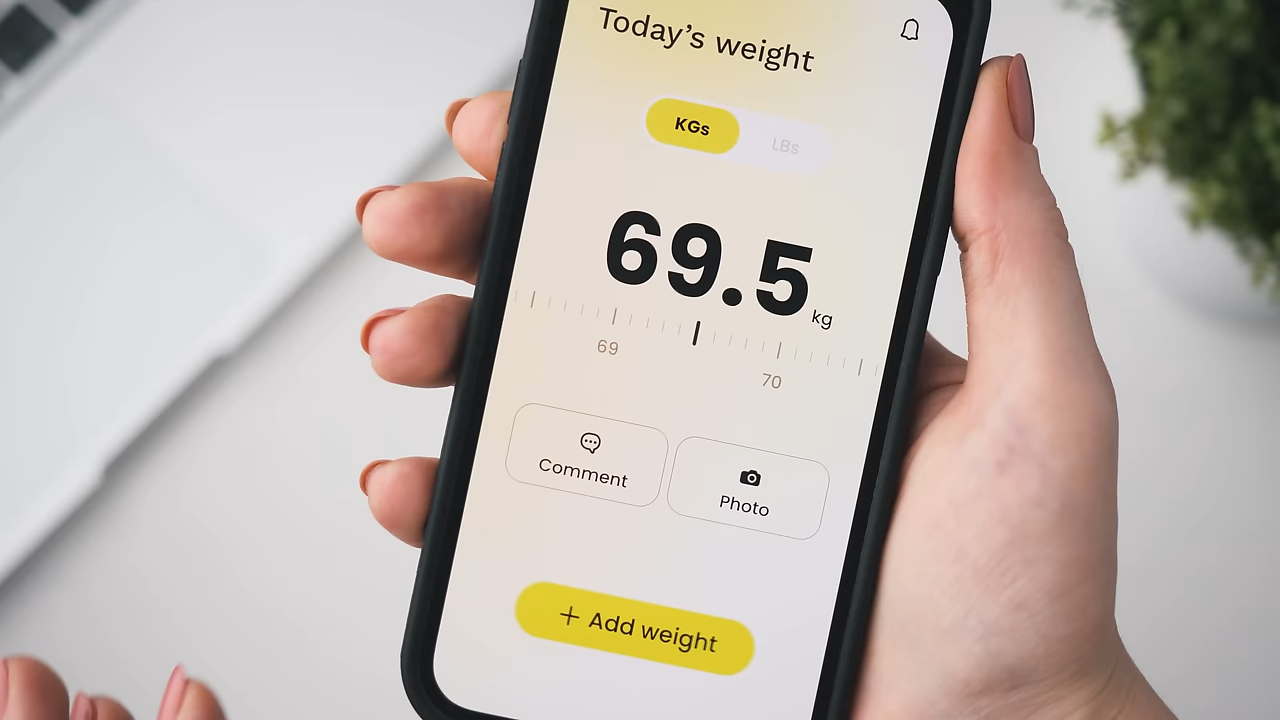 Today's weight
KGs LBs
69.5 kg
69 70
Comment Photo
+ Add weight